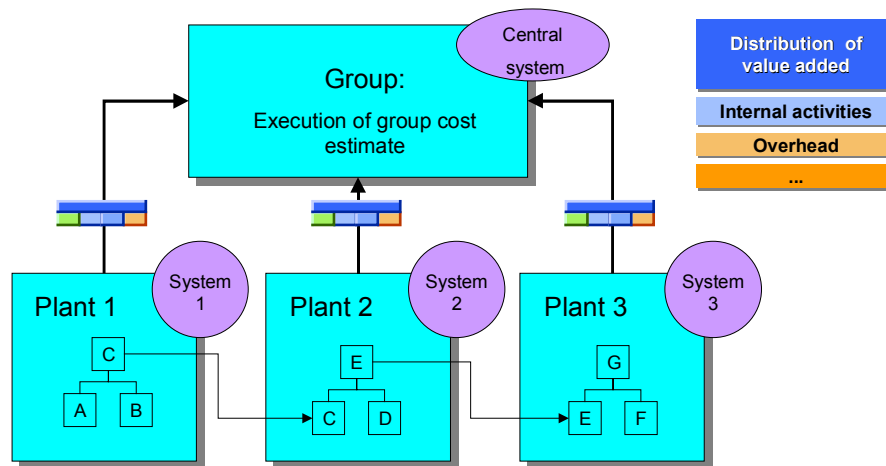 Central
system
Group:
Execution of group cost
estimate
Distribution of
value added
Internal activities
Overhead
...
Plant 1
System
1
C
A
B
Plant 2
System
2
E
C
D
Plant 3
System
3
G
E
F